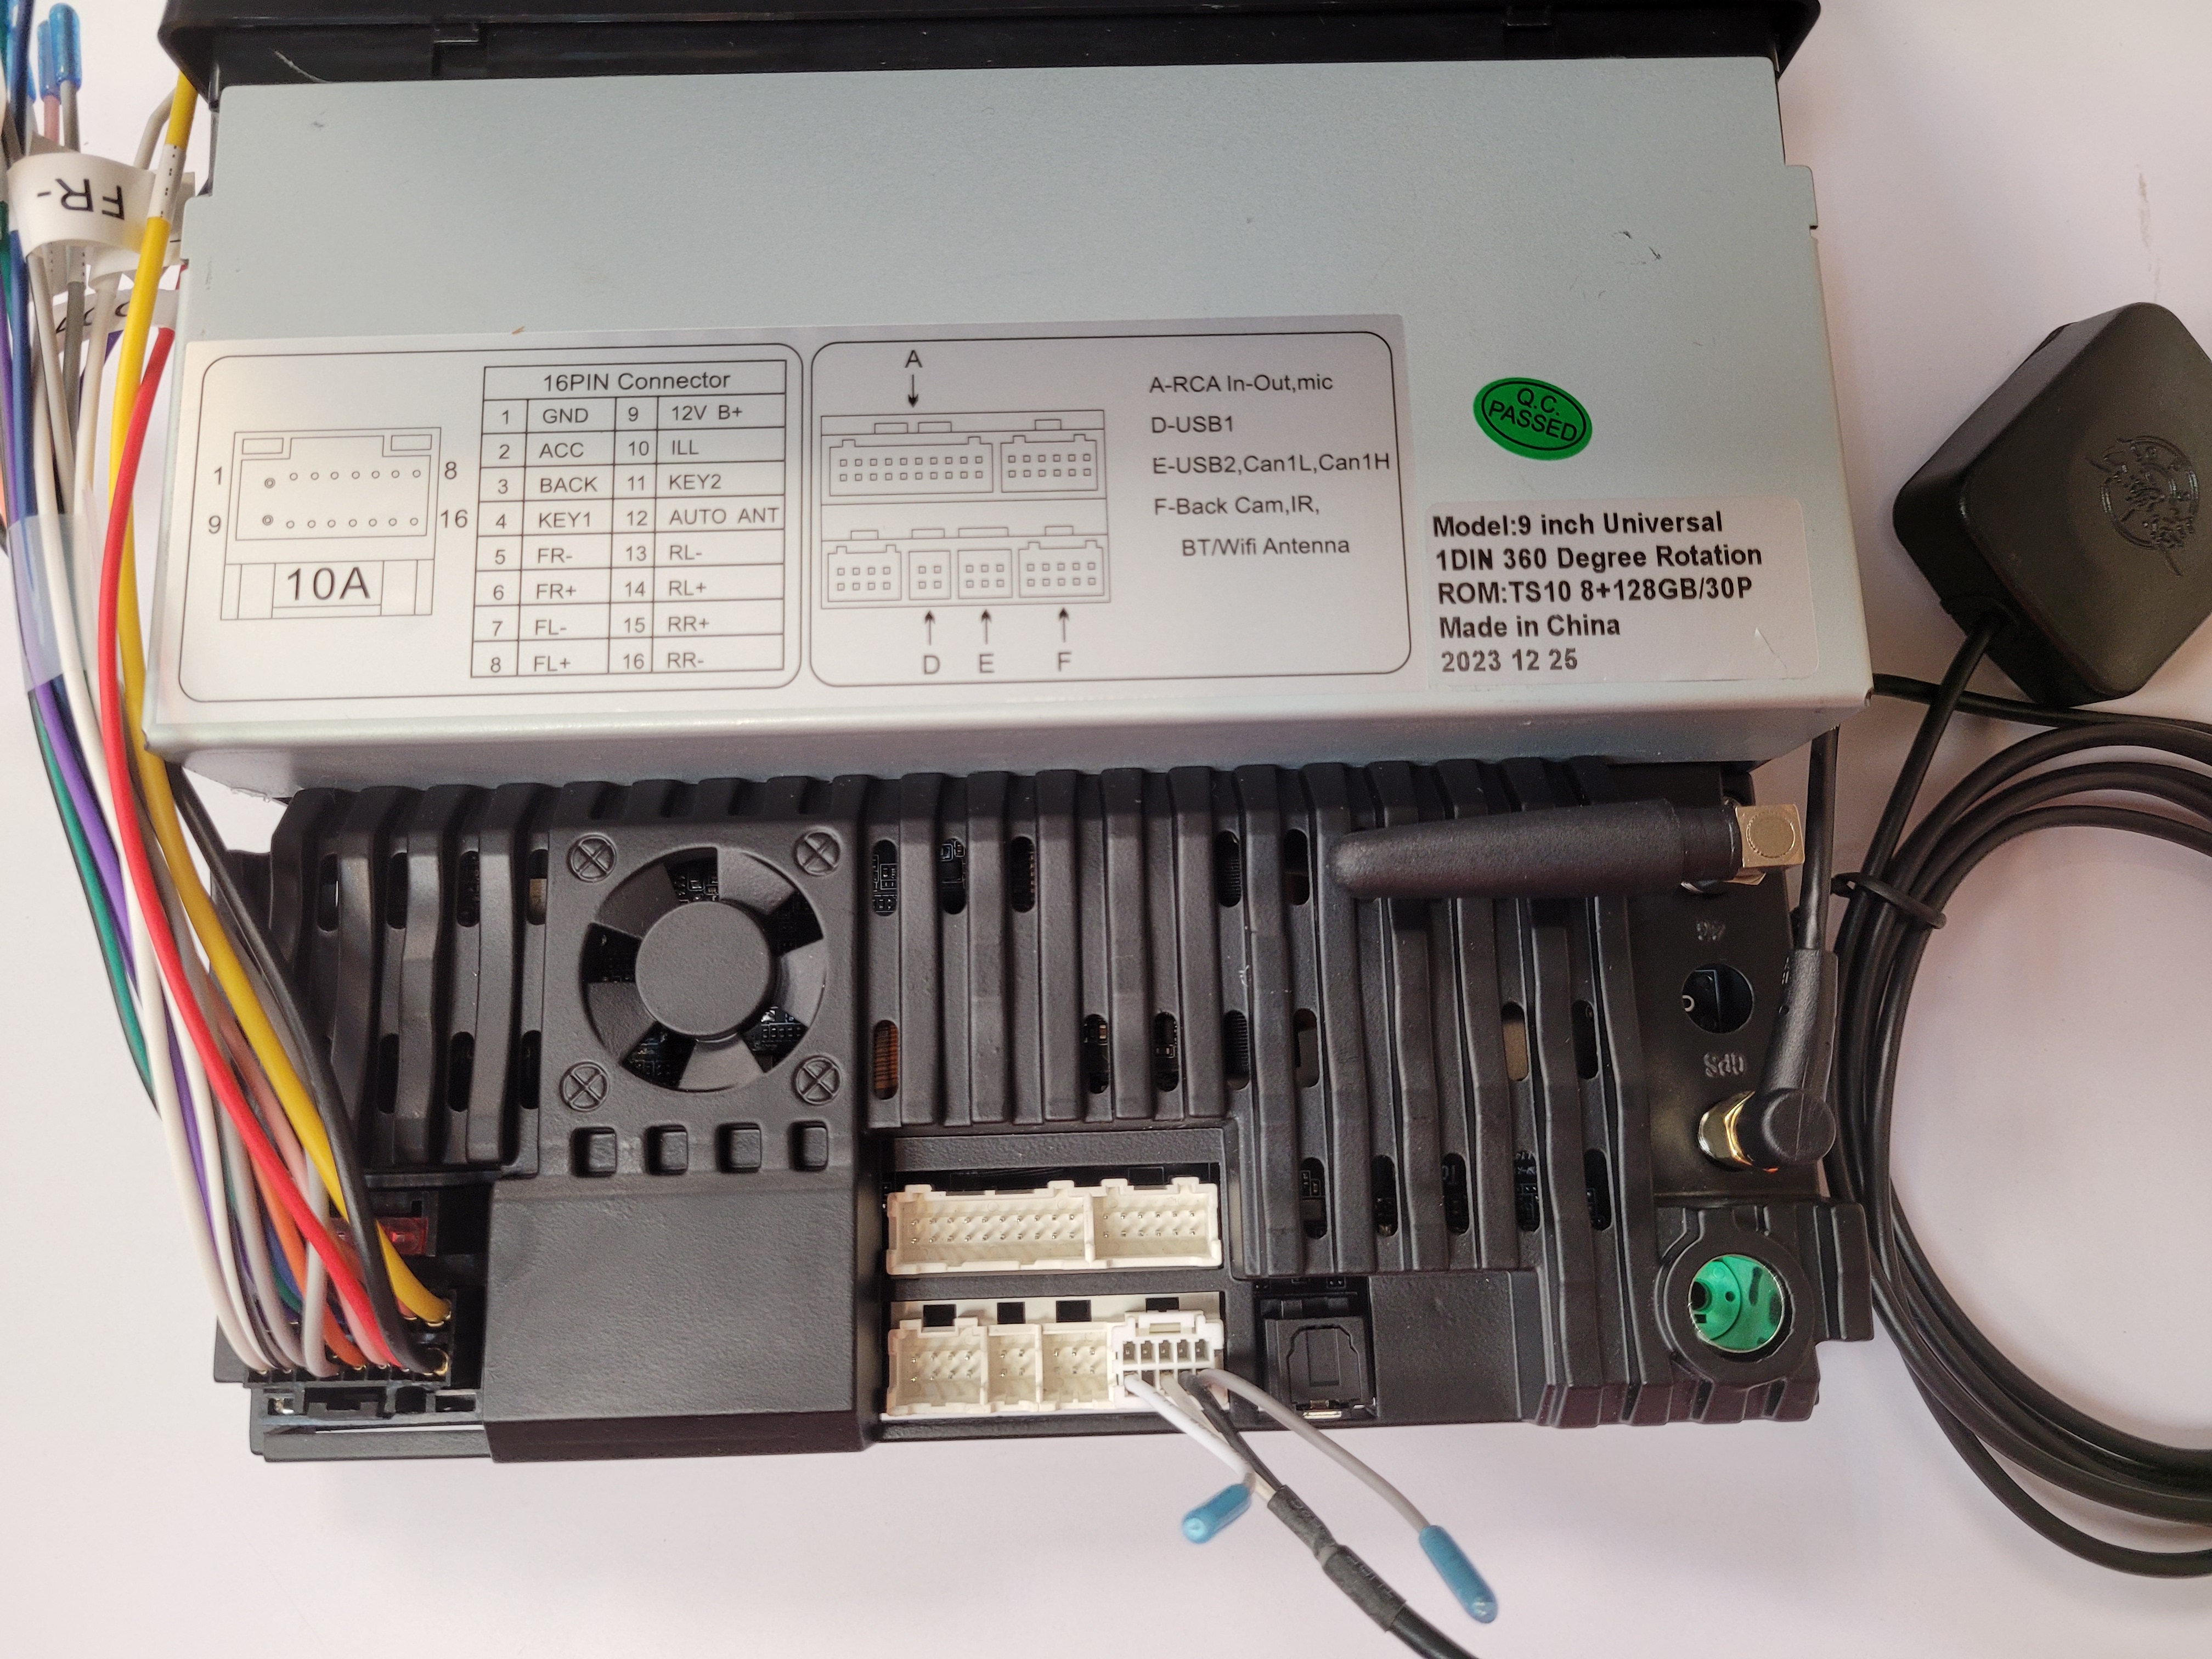 FR-
16PIN Connector
1 GND 9 12V B+
2 ACC 10 ILL
3 BACK 11 KEY2
4 KEY1 12 AUTO ANT
5 FR- 13 RL-
6 FR+ 14 RL+
7 FL- 15 RR+
8 FL+ 16 RR-
1
8
9
16
10A
A
D
E
F
A-RCA In-Out,mic
D-USB1
E-USB2,Can1L,Can1H
F-Back Cam,IR,
BT/Wifi Antenna
Q.C.
PASSED
Model:9 inch Universal
1DIN 360 Degree Rotation
ROM:TS10 8+128GB/30P
Made in China
2023 12 25
4G
GPS